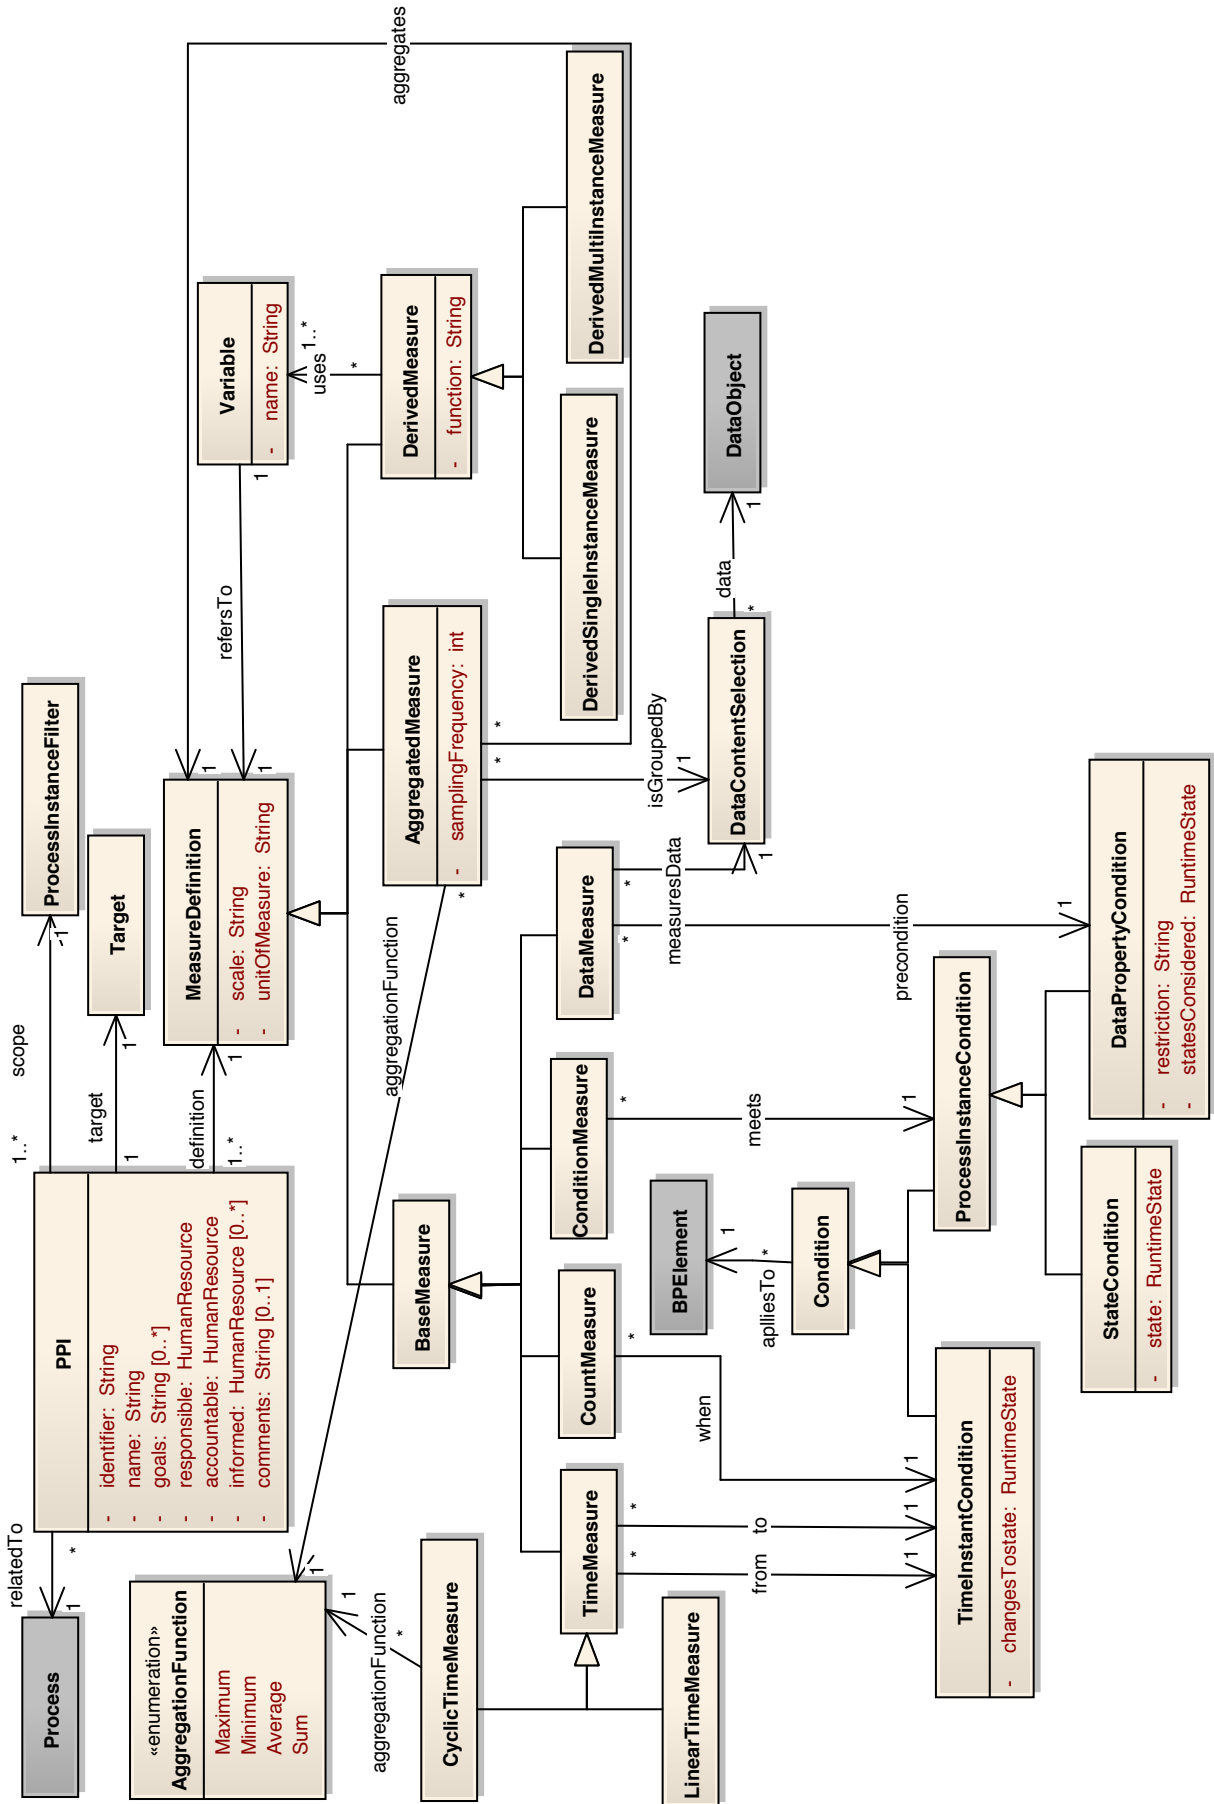 relatedTo
*
1
Process
«enumeration»
AggregationFunction
Maximum
Minimum
Average
Sum
PPI
- identifier: String
- name: String
- goals: String [0..*]
- responsible: HumanResource
- accountable: HumanResource
- informed: HumanResource [0..*]
- comments: String [0..1]
1..*
scope
1
ProcessInstanceFilter
1
target
1
Target
1..*
definition
1
MeasureDefinition
- scale: String
- unitOfMeasure: String
1
refersTo
1
Variable
- name: String
1
aggregates
uses
1..*
*
DerivedMeasure
- function: String
DerivedSingleInstanceMeasure
DerivedMultiInstanceMeasure
AggregatedMeasure
- samplingFrequency: int
*
*
*
aggregationFunction
1
isGroupedBy
1
DataContentSelection
*
data
1
DataObject
BaseMeasure
CyclicTimeMeasure
*
aggregationFunction
1
LinearTimeMeasure
TimeMeasure
*
*
from
to
1
1
CountMeasure
*
when
1
ConditionMeasure
*
meets
1
DataMeasure
*
*
measuresData
1
precondition
1
BPElement
1
apliesTo
*
Condition
TimeInstantCondition
- changesTostate: RuntimeState
ProcessInstanceCondition
StateCondition
- state: RuntimeState
DataPropertyCondition
- restriction: String
- statesConsidered: RuntimeState